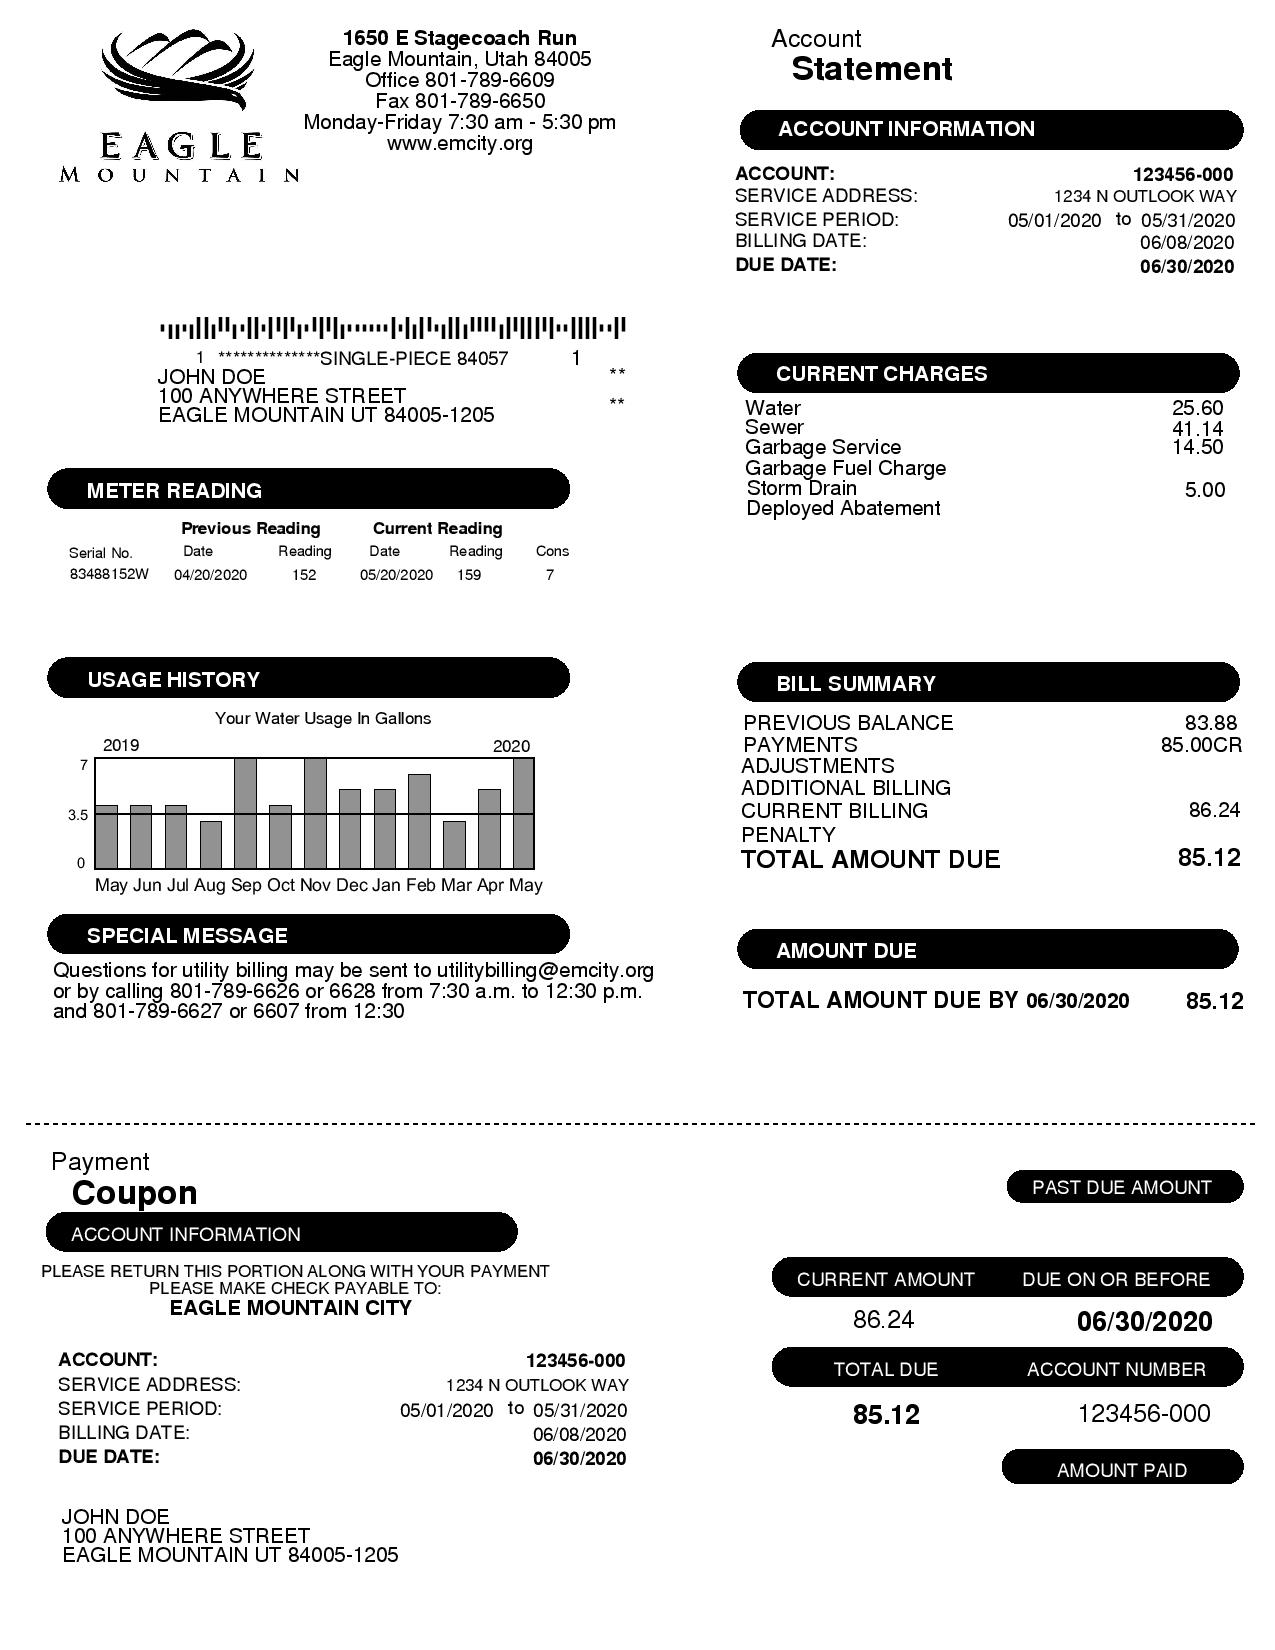 EAGLE
MOUNTAIN
1650 E Stagecoach Run
Eagle Mountain, Utah 84005
Office 801-789-6609
Fax 801-789-6650
Monday-Friday 7:30 am - 5:30 pm
www.emcity.org
Account
Statement
ACCOUNT INFORMATION
ACCOUNT: 123456-000
SERVICE ADDRESS: 1234 N OUTLOOK WAY
SERVICE PERIOD: 05/01/2020 to 05/31/2020
BILLING DATE: 06/08/2020
DUE DATE: 06/30/2020
1 **************SINGLE-PIECE 84057 1
JOHN DOE **
100 ANYWHERE STREET **
EAGLE MOUNTAIN UT 84005-1205
CURRENT CHARGES
Water 25.60
Sewer 41.14
Garbage Service 14.50
Garbage Fuel Charge
Storm Drain 5.00
Deployed Abatement
METER READING
Previous Reading Current Reading
Serial No. Date Reading Date Reading Cons
83488152W 04/20/2020 152 05/20/2020 159 7
USAGE HISTORY
Your Water Usage In Gallons
2019 2020
7
3.5
0
May Jun Jul Aug Sep Oct Nov Dec Jan Feb Mar Apr May
BILL SUMMARY
PREVIOUS BALANCE 83.88
PAYMENTS 85.00CR
ADJUSTMENTS
ADDITIONAL BILLING
CURRENT BILLING 86.24
PENALTY
TOTAL AMOUNT DUE 85.12
SPECIAL MESSAGE
Questions for utility billing may be sent to utilitybilling@emcity.org
or by calling 801-789-6626 or 6628 from 7:30 a.m. to 12:30 p.m.
and 801-789-6627 or 6607 from 12:30
AMOUNT DUE
TOTAL AMOUNT DUE BY 06/30/2020 85.12
Payment
Coupon
ACCOUNT INFORMATION
PLEASE RETURN THIS PORTION ALONG WITH YOUR PAYMENT
PLEASE MAKE CHECK PAYABLE TO:
EAGLE MOUNTAIN CITY
ACCOUNT: 123456-000
SERVICE ADDRESS: 1234 N OUTLOOK WAY
SERVICE PERIOD: 05/01/2020 to 05/31/2020
BILLING DATE: 06/08/2020
DUE DATE: 06/30/2020
JOHN DOE
100 ANYWHERE STREET
EAGLE MOUNTAIN UT 84005-1205
PAST DUE AMOUNT
CURRENT AMOUNT DUE ON OR BEFORE
86.24 06/30/2020
TOTAL DUE ACCOUNT NUMBER
85.12 123456-000
AMOUNT PAID